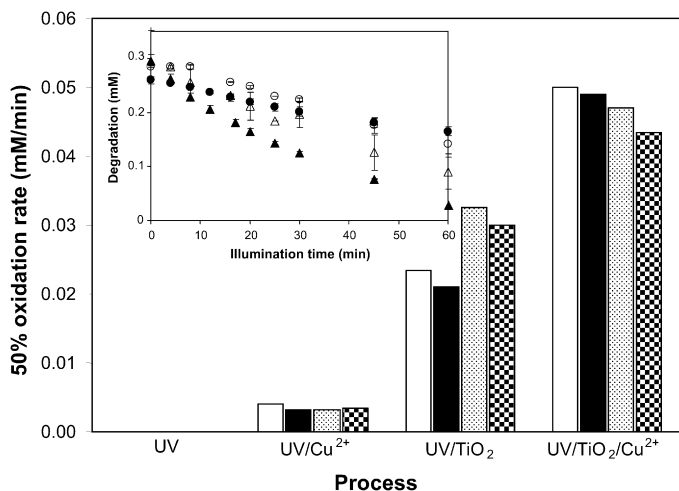 50% oxidation rate (mM/min)
0.06
0.05
0.04
0.03
0.02
0.01
0.00
Degradation (mM)
0.3
0.2
0.1
0
0 10 20 30 40 50 60
Illumination time (min)
UV UV/Cu²⁺ UV/TiO₂ UV/TiO₂/Cu²⁺
Process